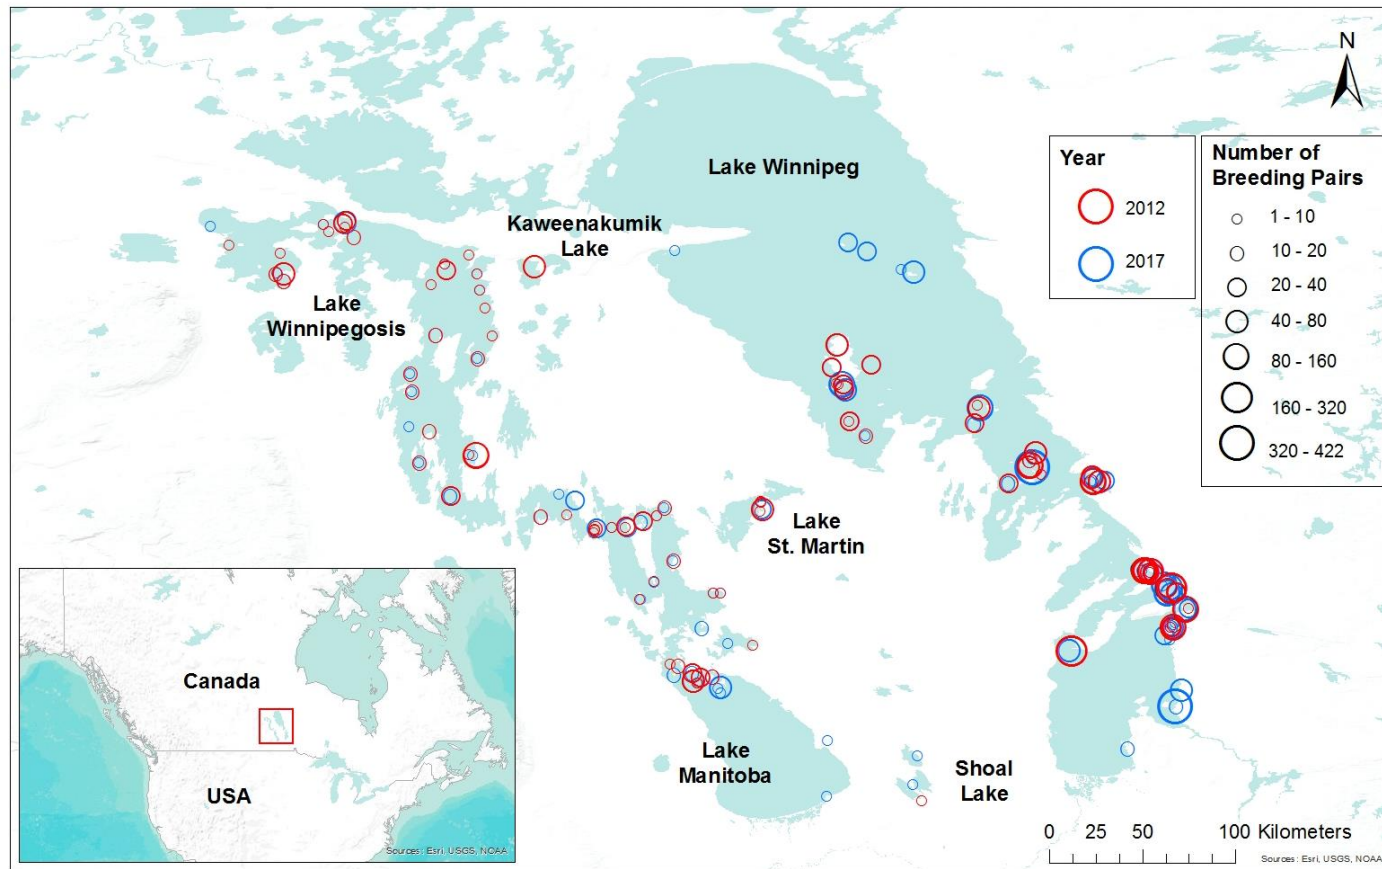 N
Lake Winnipeg
Kaweenakumik
Lake
Lake
Winnipegosis
Lake
St. Martin
Lake
Manitoba
Shoal
Lake
Year
2012
2017
Number of
Breeding Pairs
1 - 10
10 - 20
20 - 40
40 - 80
80 - 160
160 - 320
320 - 422
Canada
USA
Sources: Esri, USGS, NOAA
0 25 50 100 Kilometers
Sources: Esri, USGS, NOAA